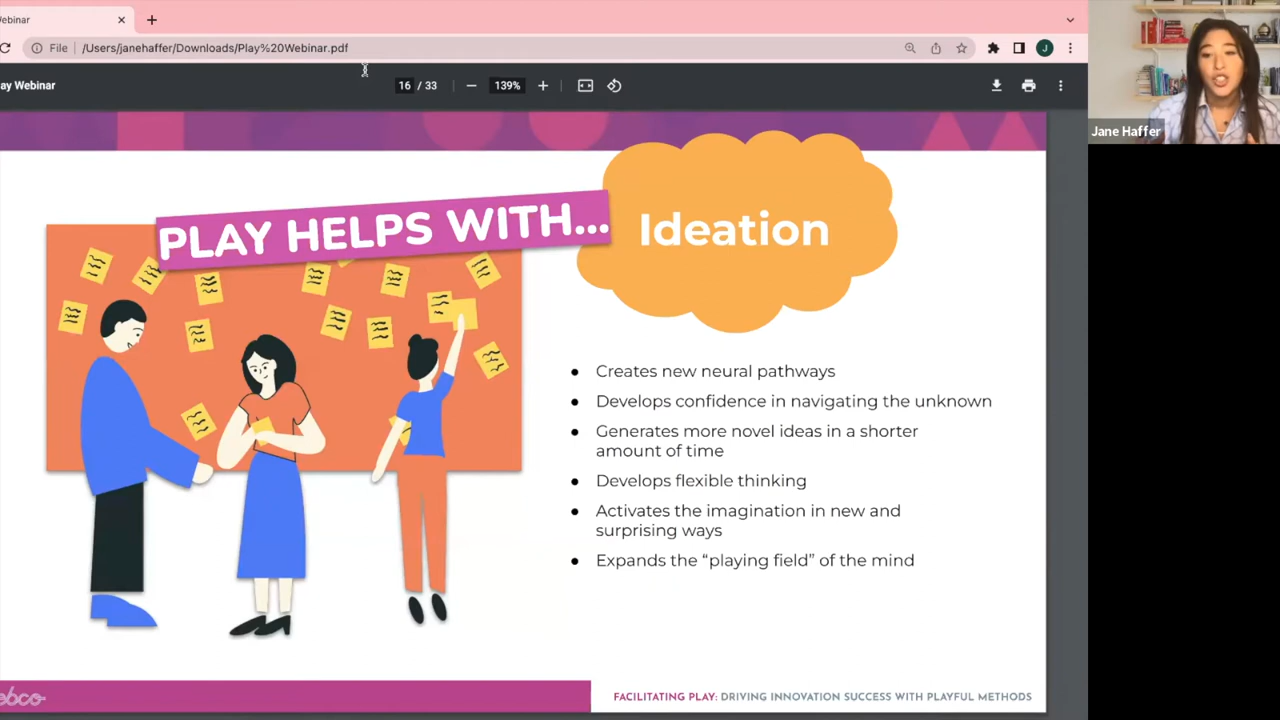 ebinar
File
/Users/janehaffer/Downloads/Play%20Webinar.pdf
J
ay Webinar
16 / 33
139%
Jane Haffer
PLAY HELPS WITH...
Ideation
● Creates new neural pathways
● Develops confidence in navigating the unknown
● Generates more novel ideas in a shorter
amount of time
● Develops flexible thinking
● Activates the imagination in new and
surprising ways
● Expands the “playing field” of the mind
ebco
FACILITATING PLAY: DRIVING INNOVATION SUCCESS WITH PLAYFUL METHODS